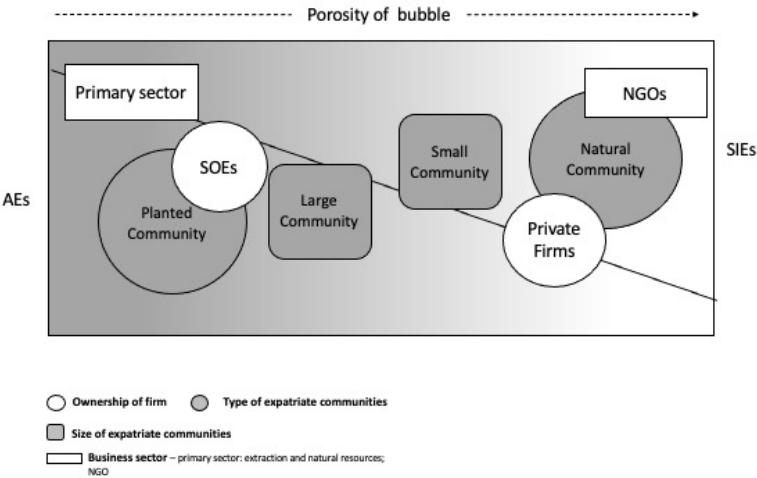 Porosity of bubble
Primary sector
NGOs
SOEs
Small
Community
Natural
Community
SIEs
AEs
Planted
Community
Large
Community
Private
Firms
Ownership of firm
Type of expatriate communities
Size of expatriate communities
Business sector – primary sector: extraction and natural resources;
NGO